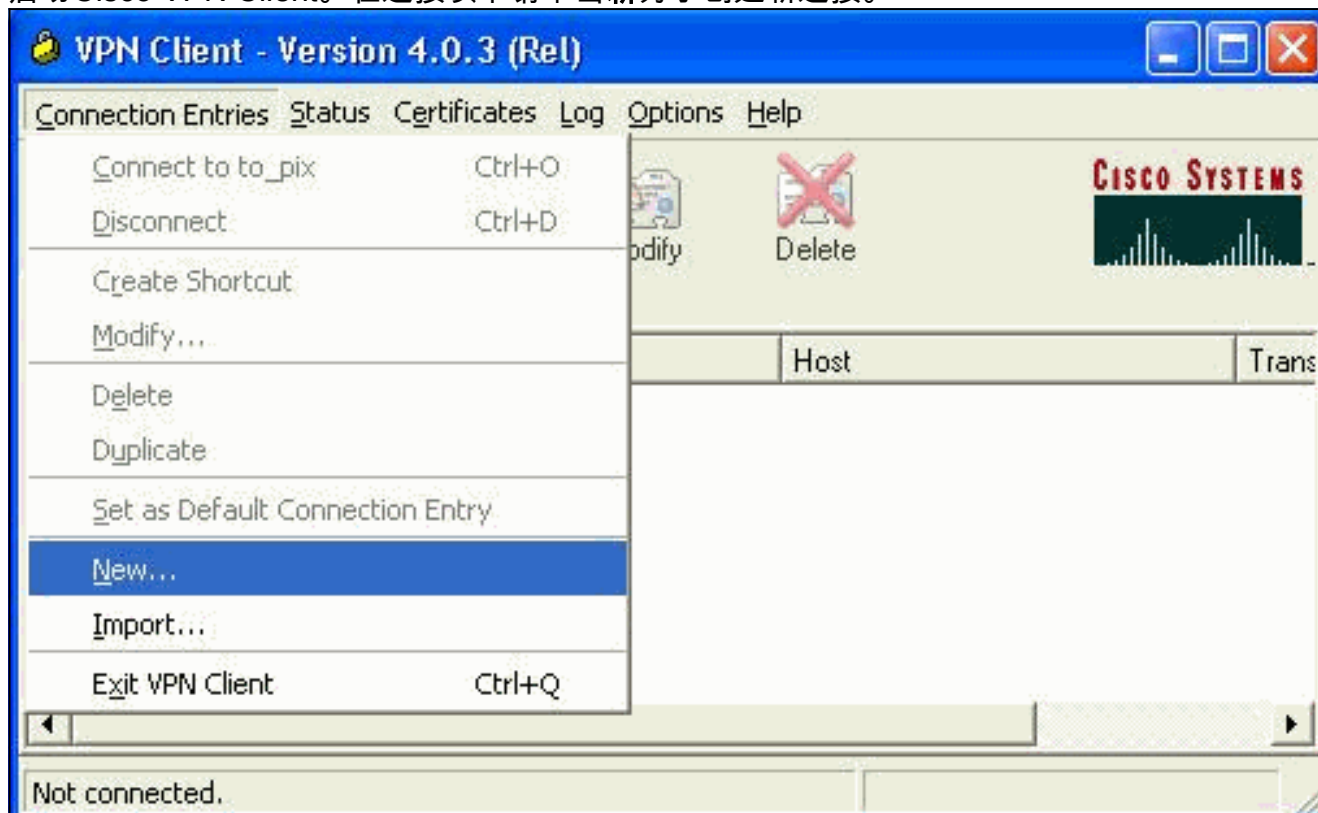 VPN Client - Version 4.0.3 (Rel)
Connection Entries Status Certificates Log Options Help
Connect to to_pix Ctrl+O
Disconnect Ctrl+D
Create Shortcut
Modify...
Delete
Duplicate
Set as Default Connection Entry
New...
Import...
Exit VPN Client Ctrl+Q
odify Delete
CISCO SYSTEMS
Host Trans
Not connected.